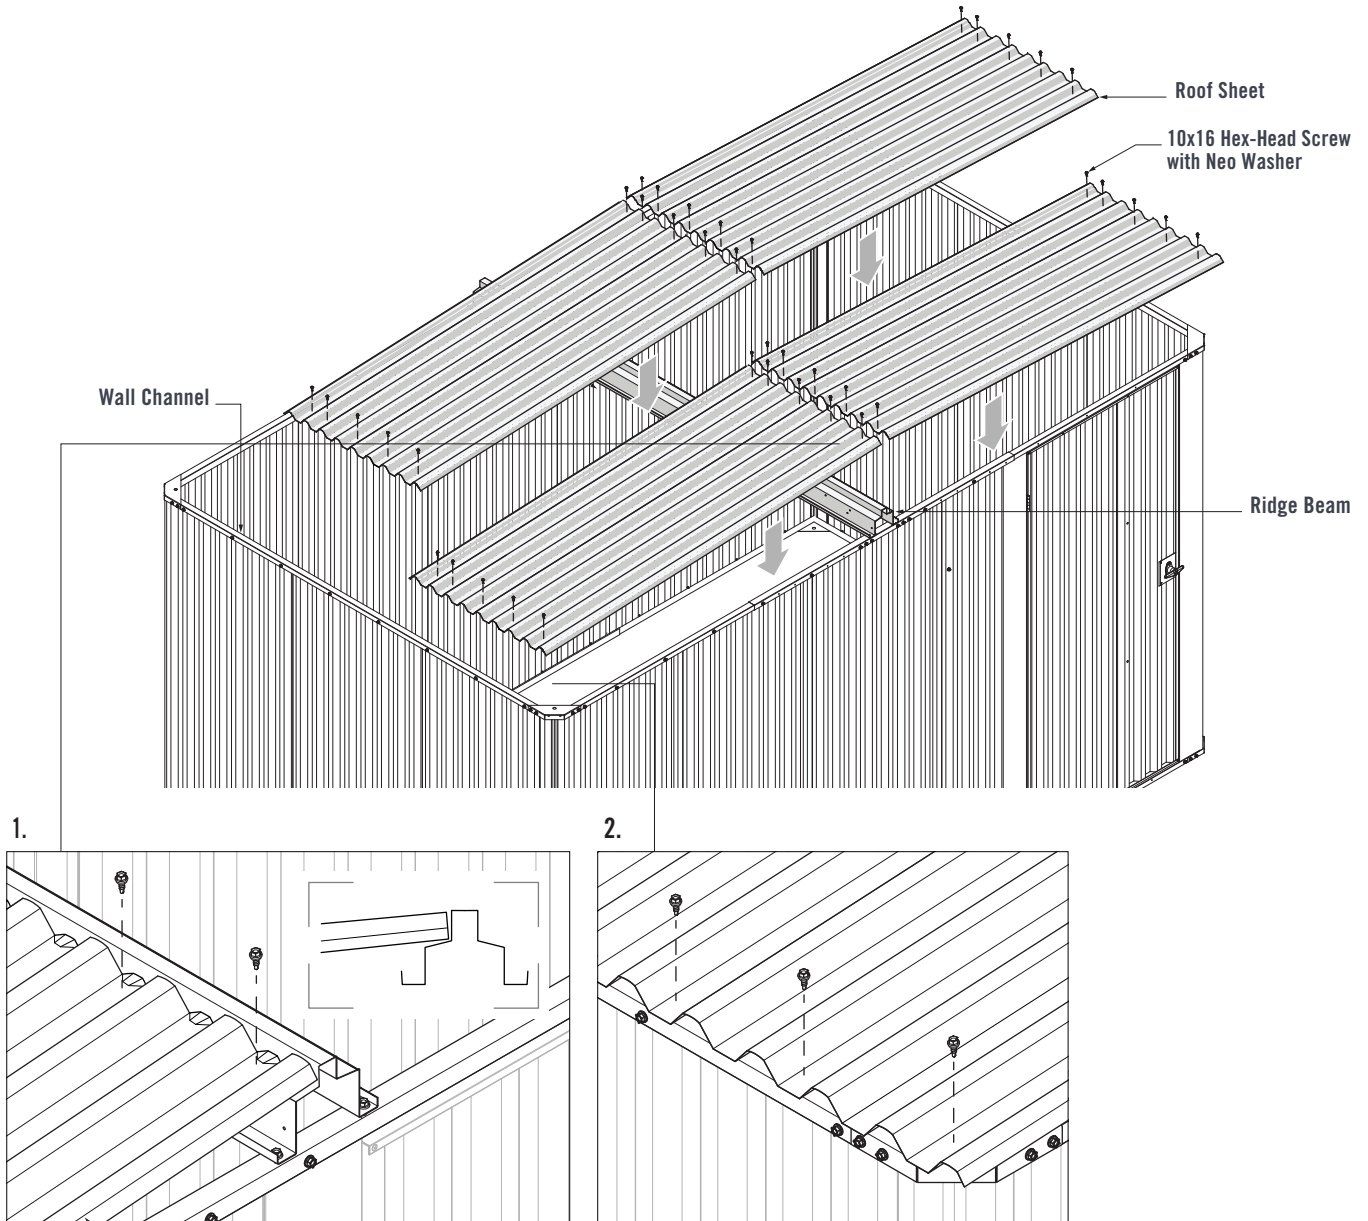 Roof Sheet
10x16 Hex-Head Screw
with Neo Washer
Wall Channel
Ridge Beam
1.
2.